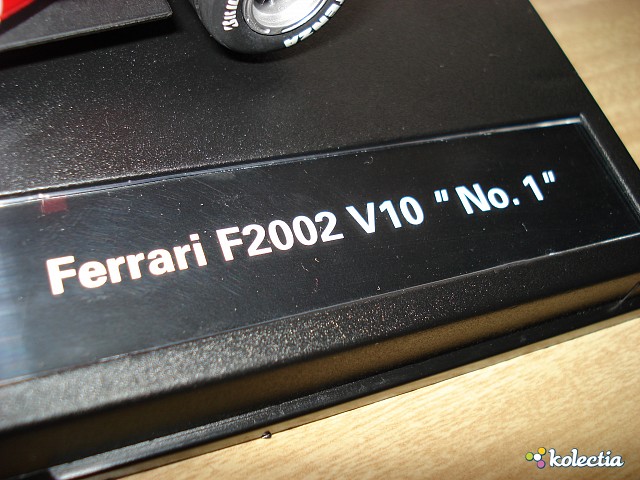 Ferrari F2002 V10 " No. 1"
kolectia